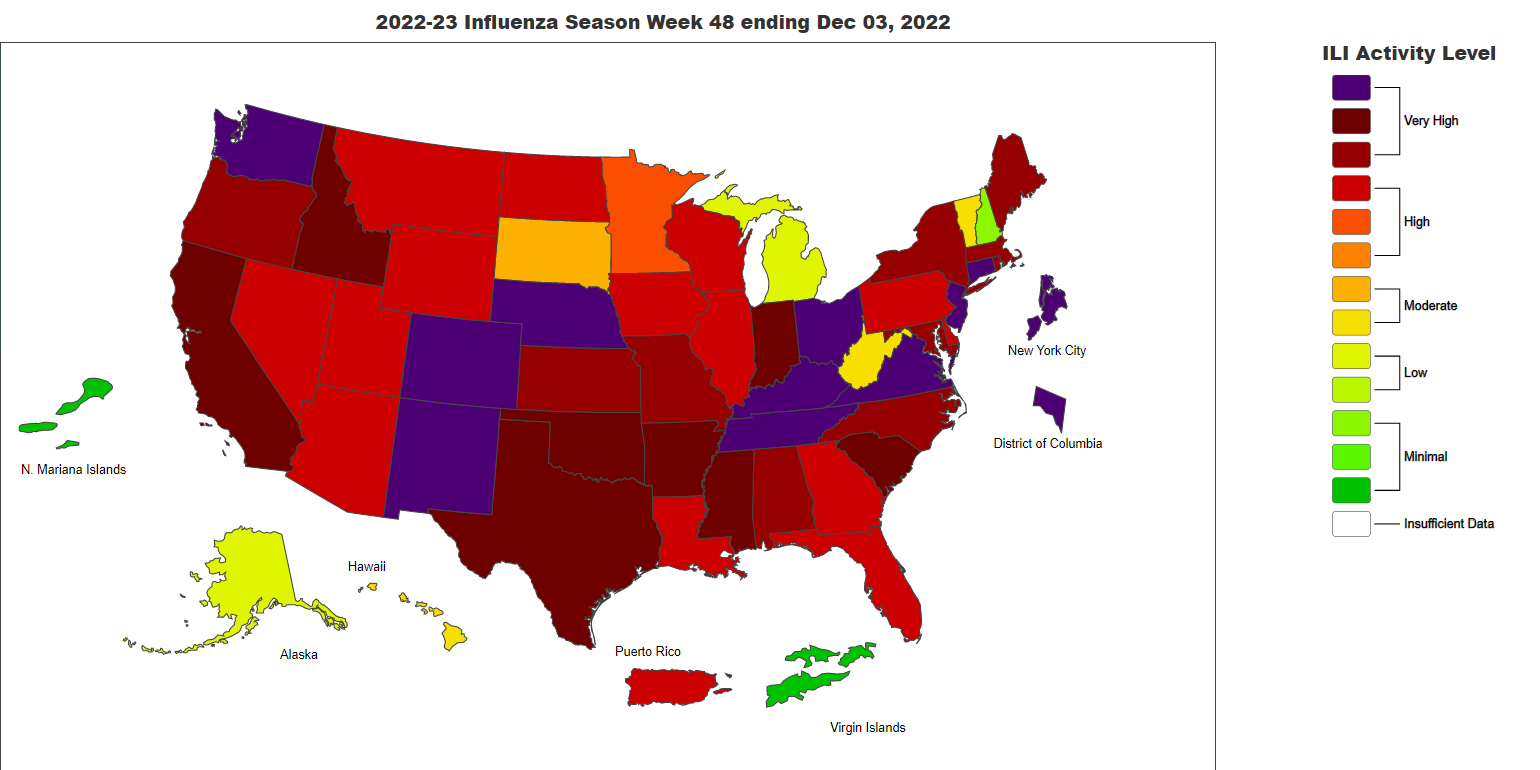 2022-23 Influenza Season Week 48 ending Dec 03, 2022
ILI Activity Level
Very High
High
Moderate
Low
Minimal
Insufficient Data
New York City
District of Columbia
N. Mariana Islands
Hawaii
Alaska
Puerto Rico
Virgin Islands